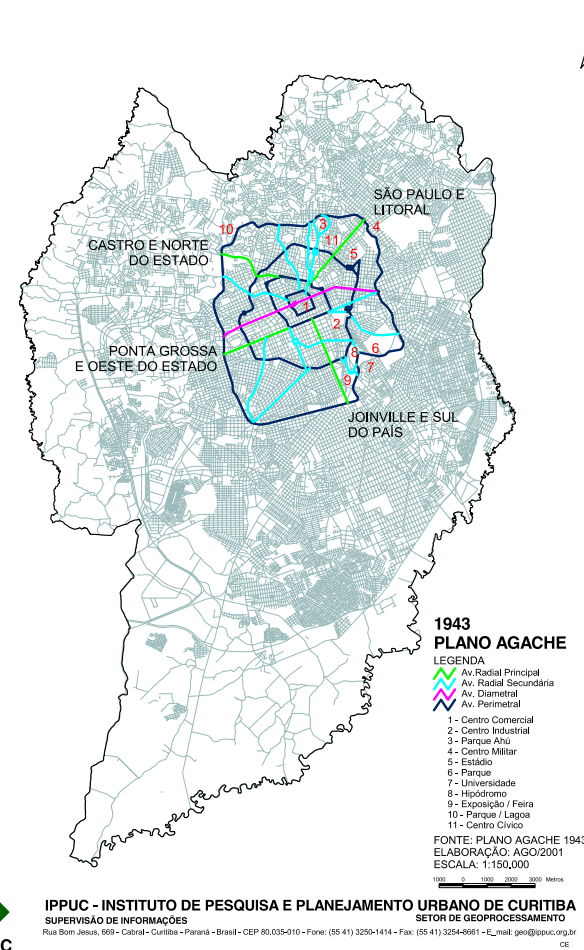 SÃO PAULO E
LITORAL
3
4
10
11
CASTRO E NORTE
DO ESTADO
5
1
2
PONTA GROSSA
E OESTE DO ESTADO
6
8
7
9
JOINVILLE E SUL
DO PAÍS
1943
PLANO AGACHE
LEGENDA
Av.Radial Principal
Av. Radial Secundária
Av. Diametral
Av. Perimetral
1 - Centro Comercial
2 - Centro Industrial
3 - Parque Ahú
4 - Centro Militar
5 - Estádio
6 - Parque
7 - Universidade
8 - Hipódromo
9 - Exposição / Feira
10 - Parque / Lagoa
11 - Centro Cívico
FONTE: PLANO AGACHE 1943
ELABORAÇÃO: AGO/2001
ESCALA: 1:150.000
1000 0 1000 2000 3000 Metros
IPPUC - INSTITUTO DE PESQUISA E PLANEJAMENTO URBANO DE CURITIBA
SUPERVISÃO DE INFORMAÇÕES SETOR DE GEOPROCESSAMENTO
Rua Bom Jesus, 669 - Cabral - Curitiba - Paraná - Brasil - CEP 80.035-010 - Fone: (55 41) 3250-1414 - Fax: (55 41) 3254-8661 - E_mail: geo@ippuc.org.br
C
CE